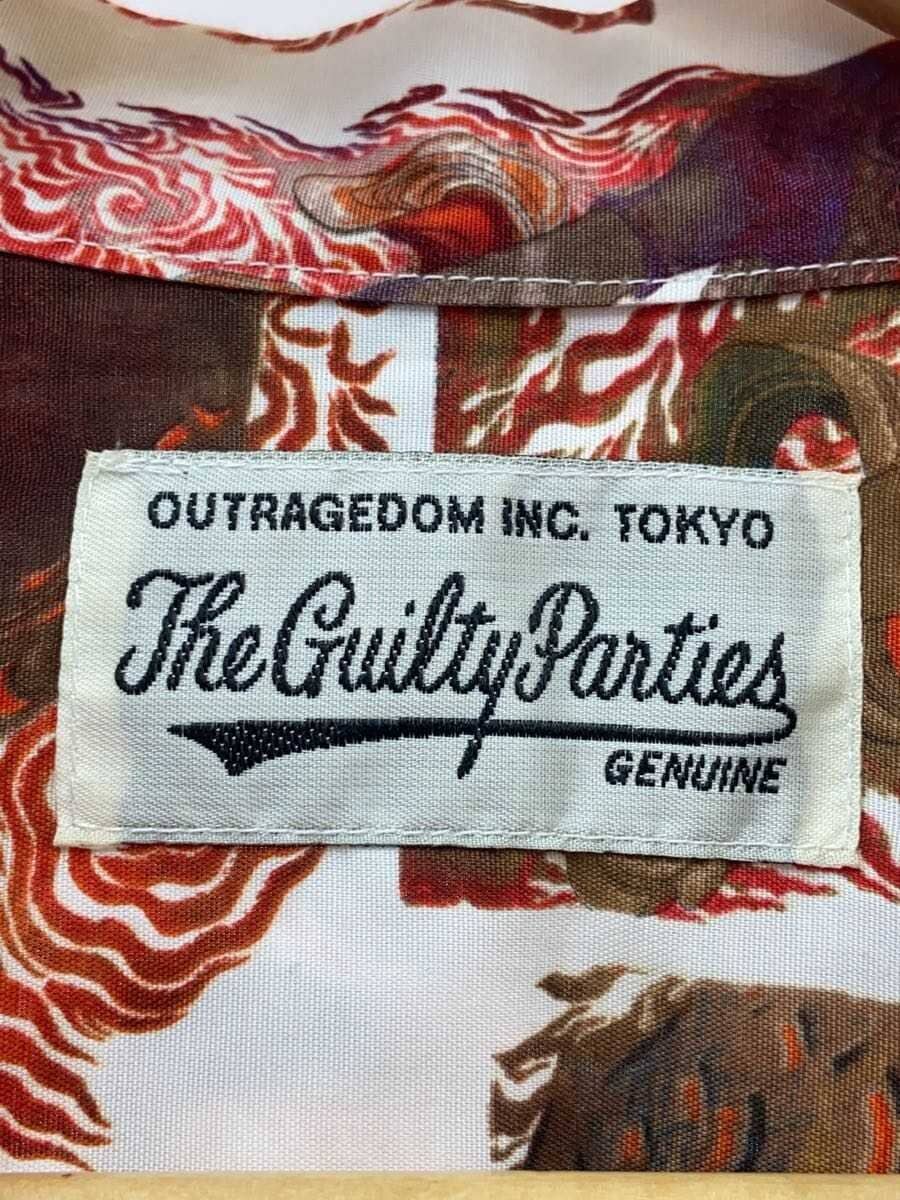 OUTRAGEDOM INC. TOKYO
The Guilty Parties
GENUINE